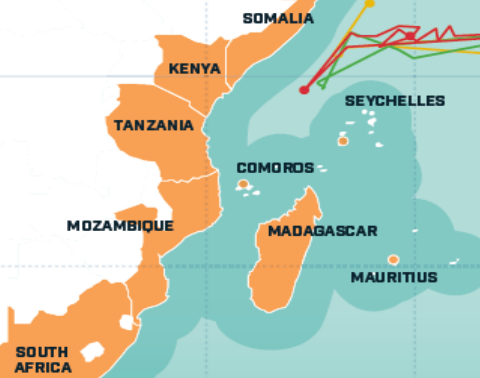 SOMALIA
KENYA
SEYCHELLES
TANZANIA
COMOROS
MOZAMBIQUE
MADAGASCAR
MAURITIUS
SOUTH
AFRICA